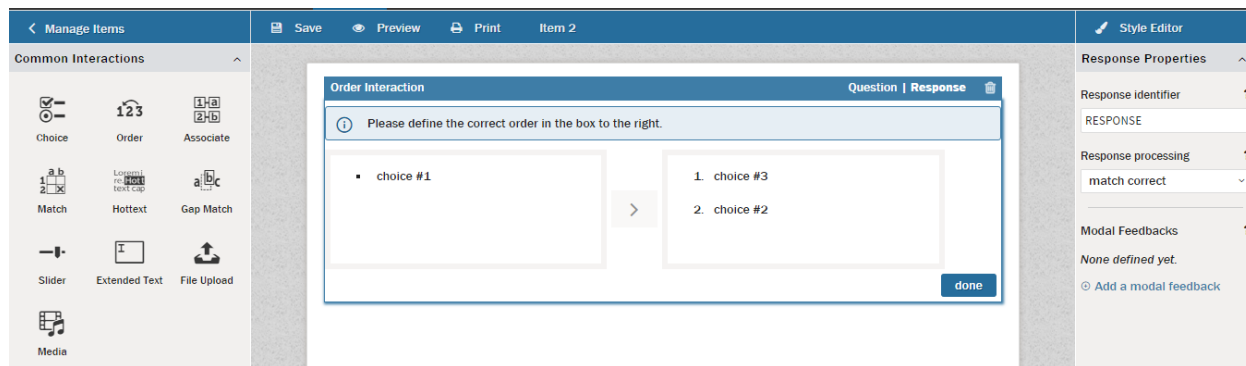 Manage Items
Save Preview Print Item 2
Style Editor
Common Interactions
Choice Order Associate
Match Hottext Gap Match
Slider Extended Text File Upload
Media
Order Interaction Question | Response
Please define the correct order in the box to the right.
▪ choice #1
1. choice #3
2. choice #2
done
Response Properties
Response identifier
RESPONSE
Response processing
match correct
Modal Feedbacks
None defined yet.
Add a modal feedback